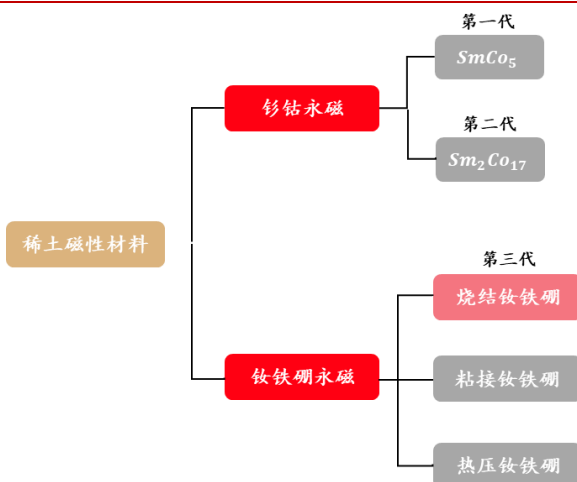 第一代
SmCo₅
钐钴永磁
第二代
Sm₂Co₁₇
稀土磁性材料
第三代
烧结钕铁硼
钕铁硼永磁
粘接钕铁硼
热压钕铁硼